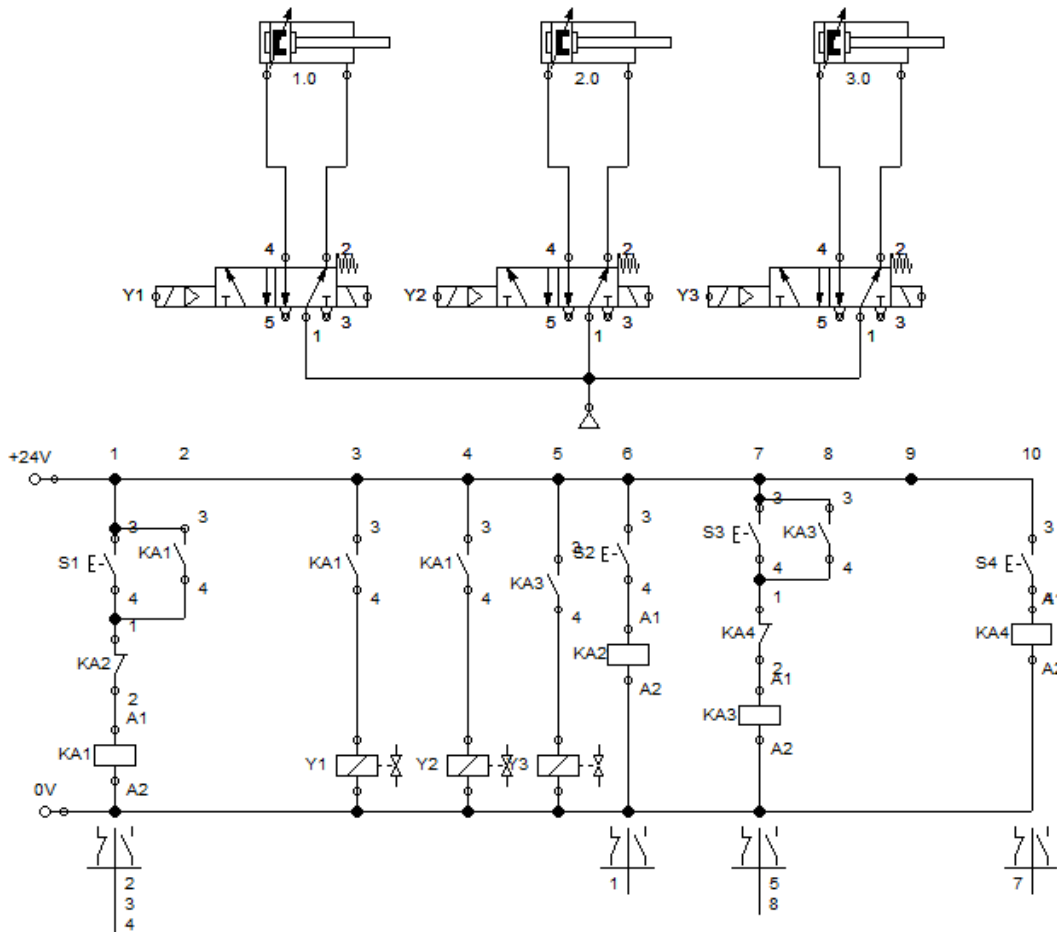 1.0 2.0 3.0
4 2 4 2 4 2
Y1 Y2 Y3
5 1 3 5 1 3 5 1 3
+24V 1 2 3 4 5 6 7 8 9 10
3 3 3 3 3 3 3 3 3
S1 KA1 KA1 KA1 KA3 S2 S3 KA3 S4
4 4 4 4 4 4 4 4 4
1 A1 1 A1
KA2 KA2 KA4 KA4
2 A2 2 A2
A1 A1
KA1 Y1 Y2 Y3 KA3
A2 A2
0V
2 1 5 7
3 8
4